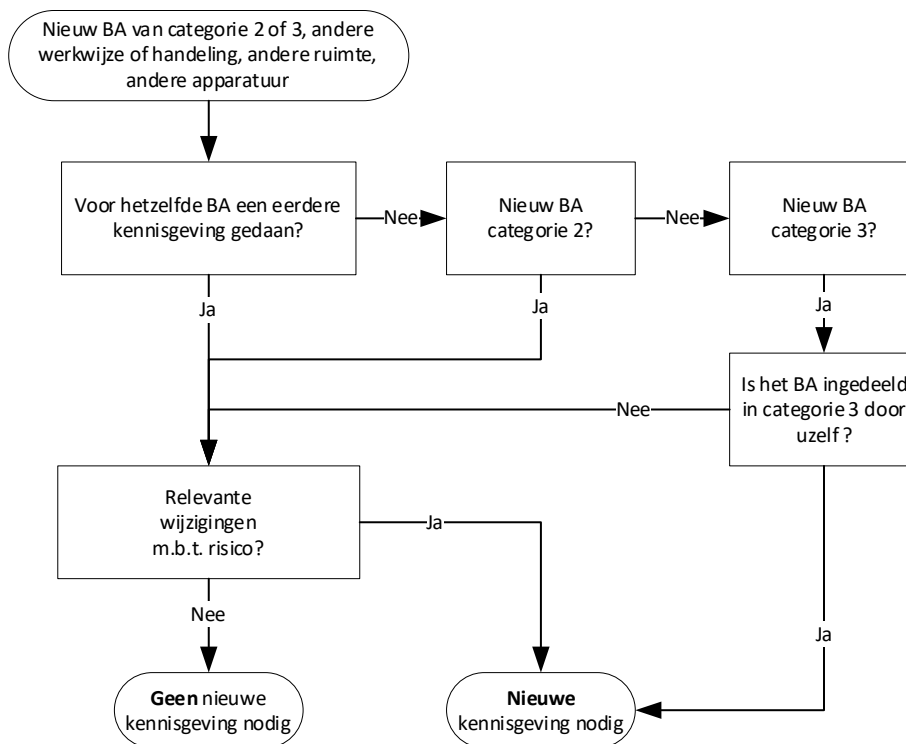 Nieuw BA van categorie 2 of 3, andere
werkwijze of handeling, andere ruimte,
andere apparatuur
Voor hetzelfde BA een eerdere
kennisgeving gedaan?
Nee
Nieuw BA
categorie 2?
Nee
Nieuw BA
categorie 3?
Ja
Ja
Ja
Is het BA ingedeeld
in categorie 3 door
uzelf ?
Nee
Relevante
wijzigingen
m.b.t. risico?
Ja
Nee
Ja
Geen nieuwe
kennisgeving nodig
Nieuwe
kennisgeving nodig